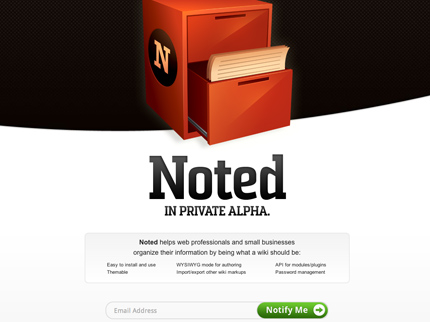 N
Noted
IN PRIVATE ALPHA.
Noted helps web professionals and small businesses
organize their information by being what a wiki should be:
Easy to install and use WYSIWYG mode for authoring API for modules/plugins
Themable Import/export other wiki markups Password management
Email Address Notify Me